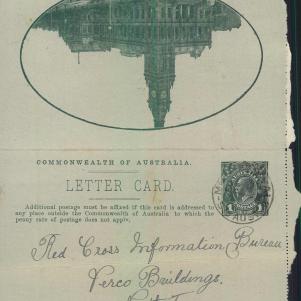 COMMONWEALTH OF AUSTRALIA.
LETTER CARD.
Additional postage must be affixed if this card is addressed to
any place outside the Commonwealth of Australia to which the
penny rate of postage does not apply.
Red Cross Information Bureau
Verco Buildings.